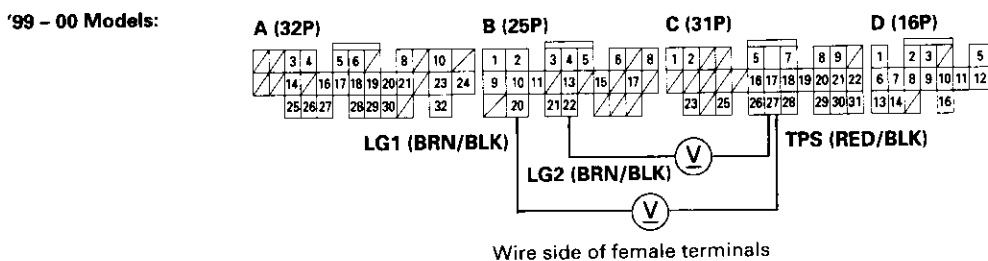 '99 – 00 Models:
A (32P) B (25P) C (31P) D (16P)
3 4 5 6 8 10 1 2 3 4 5 6 8 1 2 5 7 8 9 1 2 3 5
14 16 17 18 19 20 21 23 24 9 10 11 13 15 17 16 17 18 19 20 21 22 6 7 8 9 10 11 12
25 26 27 28 29 30 32 20 21 22 23 25 26 27 28 29 30 31 13 14 16
LG1 (BRN/BLK) TPS (RED/BLK)
LG2 (BRN/BLK) V
V
Wire side of female terminals